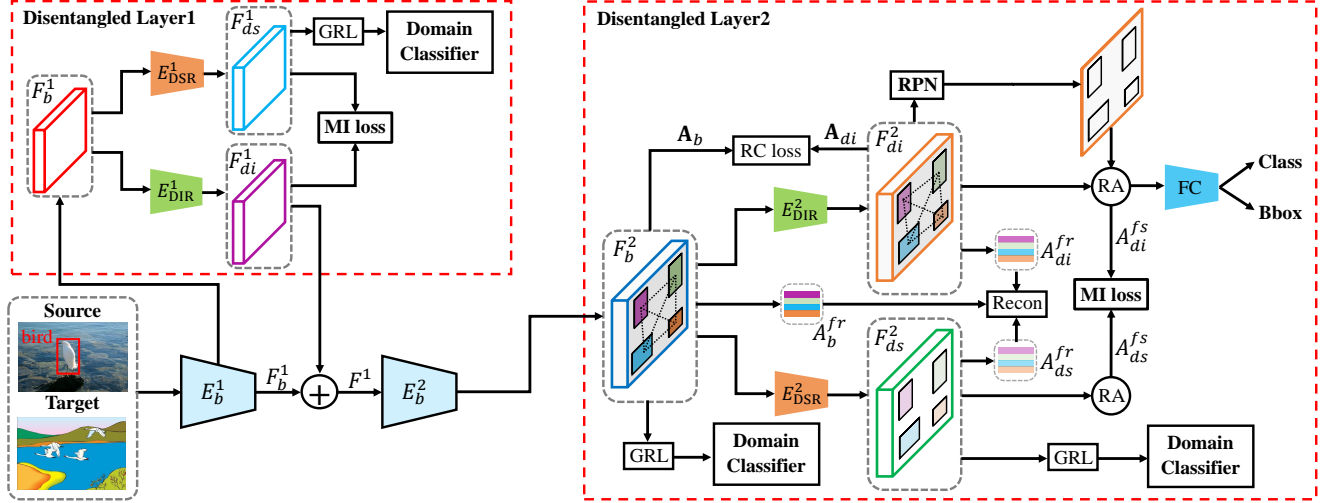 Disentangled Layer1
F_b^1
E_DSR^1
F_ds^1
GRL
Domain
Classifier
MI loss
E_DIR^1
F_di^1
Source
bird
Target
E_b^1
F_b^1
+
F^1
E_b^2
Disentangled Layer2
RPN
A_b
RC loss
A_di
F_di^2
E_DIR^2
F_b^2
RA
FC
Class
Bbox
A_di^fs
A_di^fr
MI loss
Recon
A_b^fr
F_ds^2
A_ds^fr
A_ds^fs
E_DSR^2
RA
GRL
Domain
Classifier
GRL
Domain
Classifier